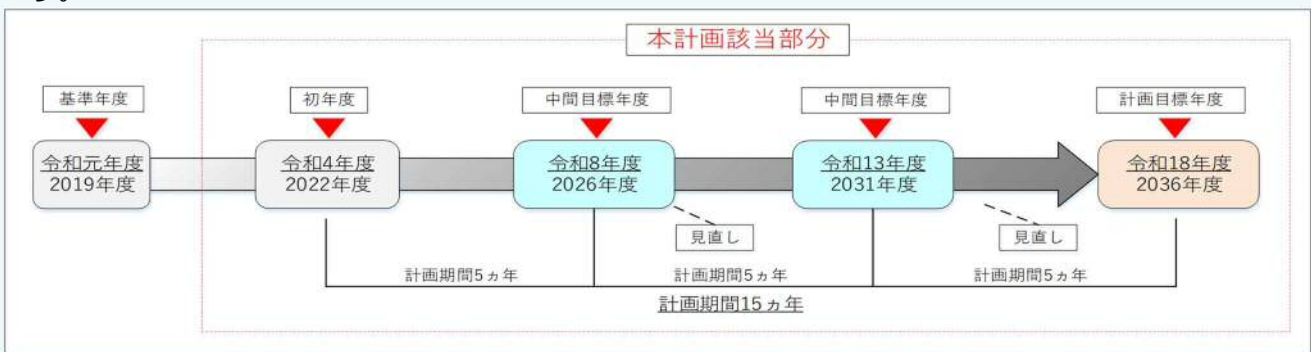 す。
本計画該当部分
基準年度
初年度
中間目標年度
中間目標年度
計画目標年度
令和元年度
2019年度
令和4年度
2022年度
令和8年度
2026年度
令和13年度
2031年度
令和18年度
2036年度
見直し
見直し
計画期間5ヵ年
計画期間5ヵ年
計画期間5ヵ年
計画期間15ヵ年